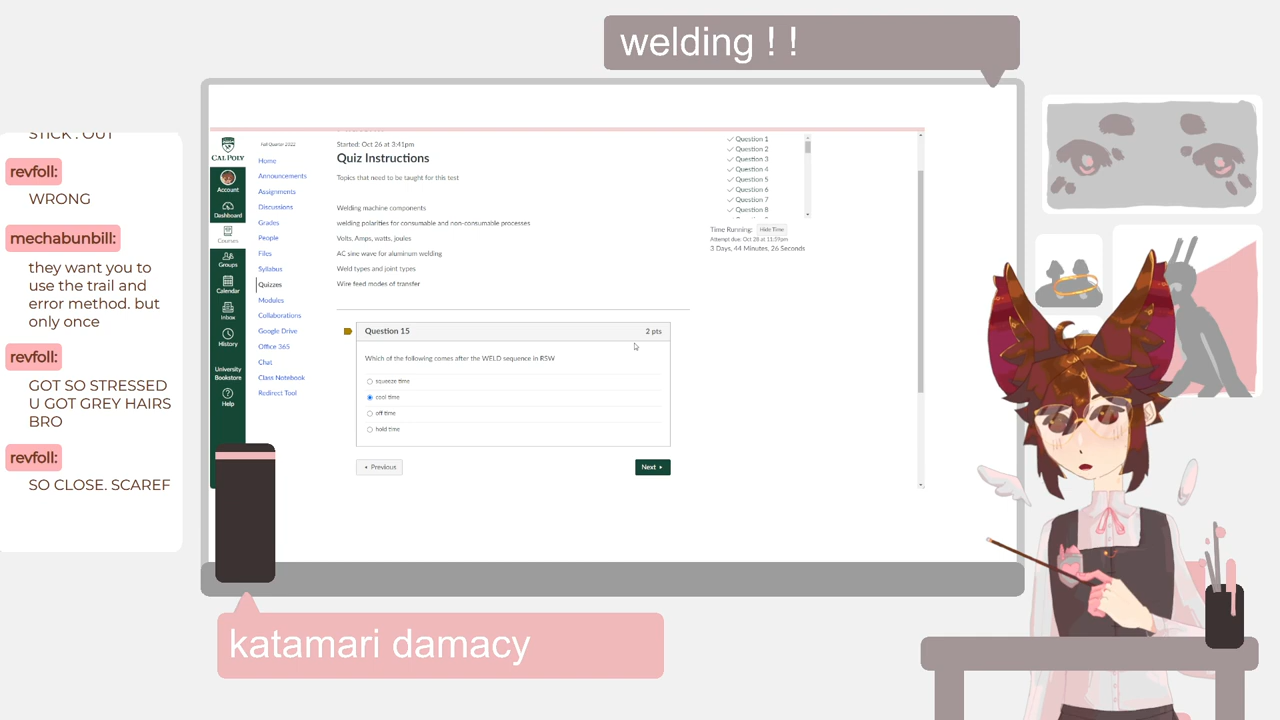 welding ! !
STICK . OUT
revfoll:
WRONG
mechabunbill:
they want you to
use the trail and
error method. but
only once
revfoll:
GOT SO STRESSED
U GOT GREY HAIRS
BRO
revfoll:
SO CLOSE. SCAREF
CAL POLY
Account
Dashboard
Courses
Groups
Calendar
Inbox
History
University
Bookstore
Help
Fall Quarter 2022
Home
Announcements
Assignments
Discussions
Grades
People
Files
Syllabus
Quizzes
Modules
Collaborations
Google Drive
Office 365
Chat
Class Notebook
Redirect Tool
Started: Oct 26 at 3:41pm
Quiz Instructions
Topics that need to be taught for this test
Welding machine components
welding polarities for consumable and non-consumable processes
Volts, Amps, watts, joules
AC sine wave for aluminum welding
Weld types and joint types
Wire feed modes of transfer
Question 15 2 pts
Which of the following comes after the WELD sequence in RSW
squeeze time
cool time
off time
hold time
Previous
Next
Question 1
Question 2
Question 3
Question 4
Question 5
Question 6
Question 7
Question 8
Time Running: Hide Time
Attempt due: Oct 28 at 11:59pm
3 Days, 44 Minutes, 26 Seconds
katamari damacy